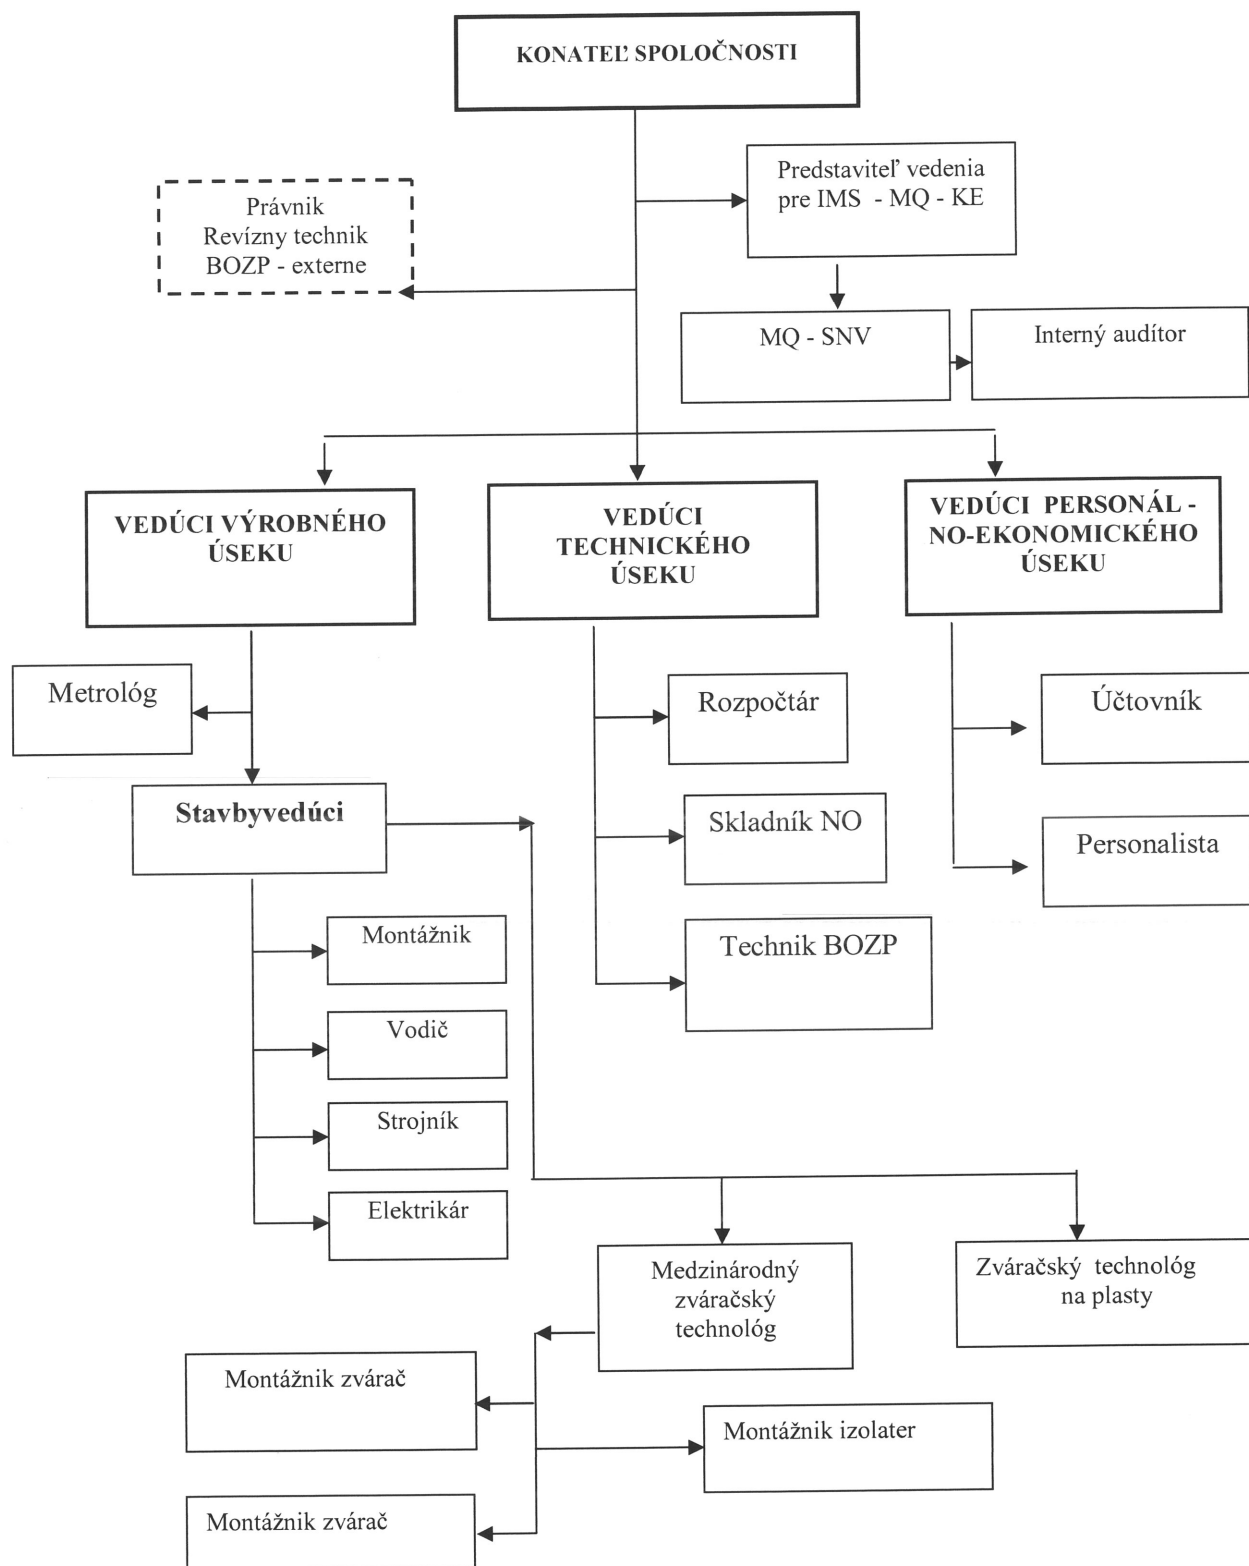 KONATEĽ SPOLOČNOSTI
Predstaviteľ vedenia
pre IMS - MQ - KE
Právnik
Revízny technik
BOZP - externe
MQ - SNV
Interný audítor
VEDÚCI VÝROBNÉHO
ÚSEKU
VEDÚCI
TECHNICKÉHO
ÚSEKU
VEDÚCI PERSONÁL -
NO-EKONOMICKÉHO
ÚSEKU
Metrológ
Rozpočtár
Účtovník
Stavbyvedúci
Skladník NO
Personalista
Montážnik
Technik BOZP
Vodič
Strojník
Elektrikár
Medzinárodný
zváračský
technológ
Zváračský technológ
na plasty
Montážnik zvárač
Montážnik izolater
Montážnik zvárač